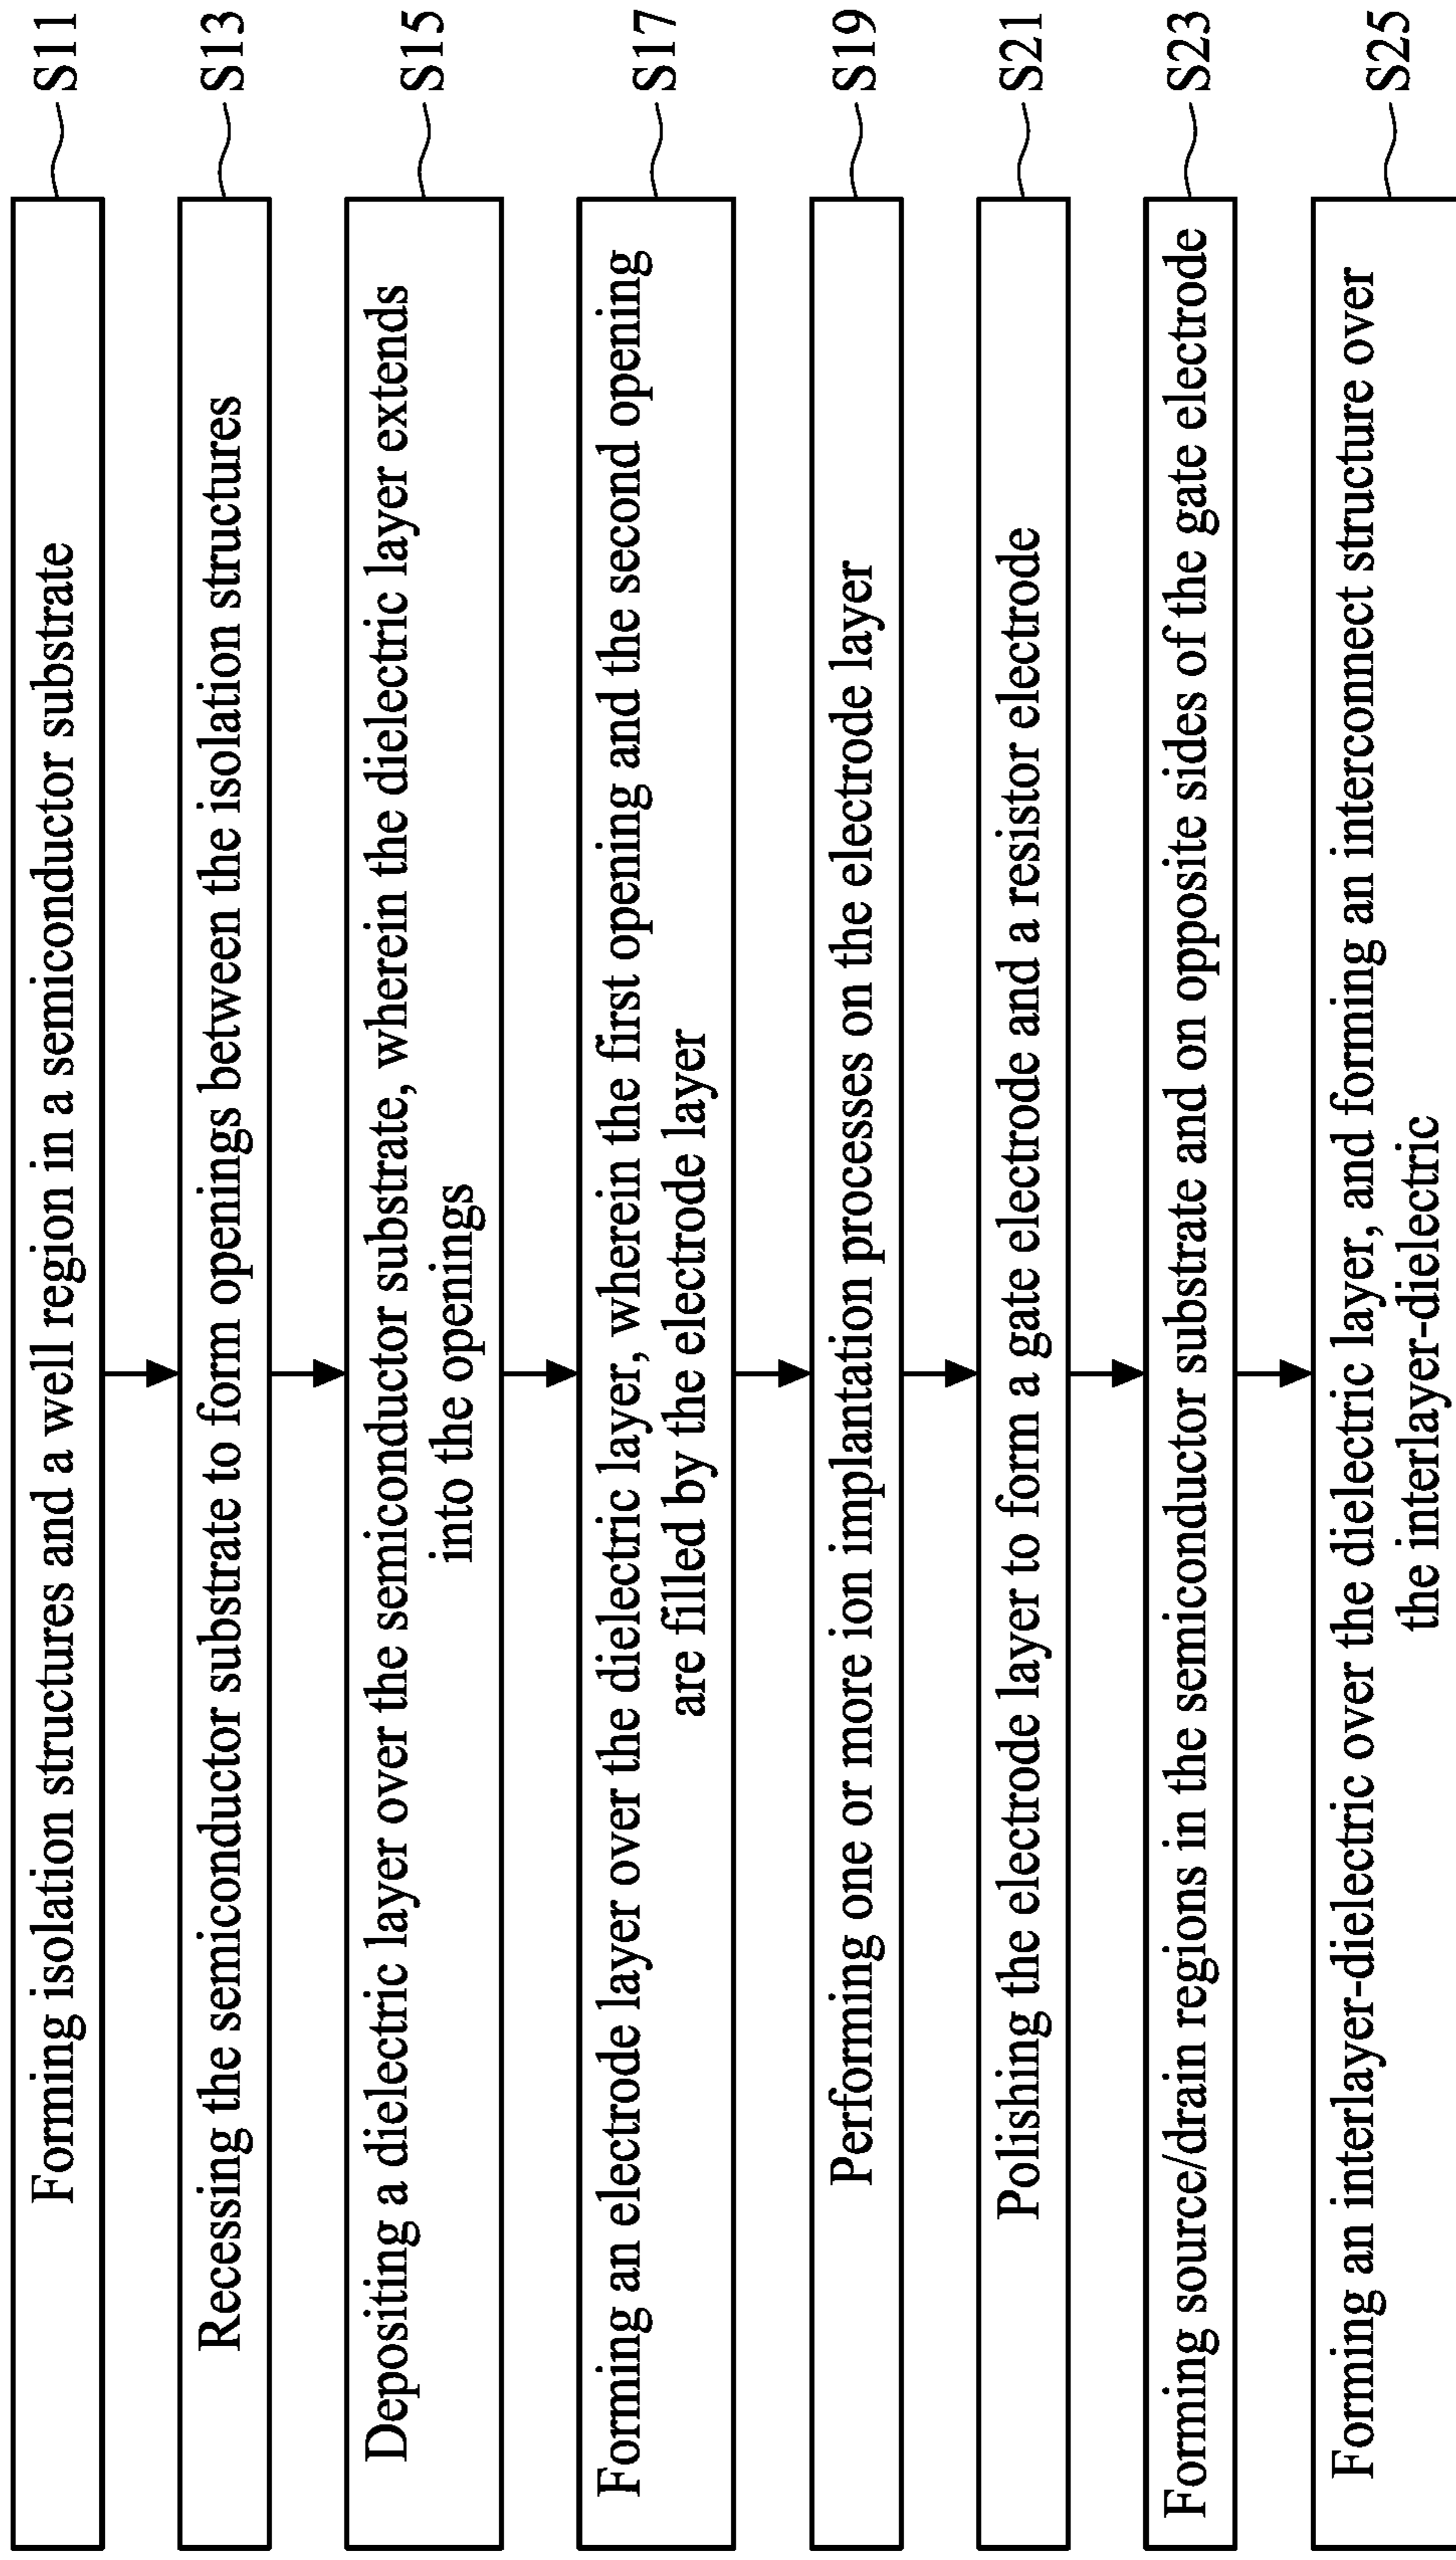 Forming isolation structures and a well region in a semiconductor substrate
S11
Recessing the semiconductor substrate to form openings between the isolation structures
S13
Depositing a dielectric layer over the semiconductor substrate, wherein the dielectric layer extends
into the openings
S15
Forming an electrode layer over the dielectric layer, wherein the first opening and the second opening
are filled by the electrode layer
S17
Performing one or more ion implantation processes on the electrode layer
S19
Polishing the electrode layer to form a gate electrode and a resistor electrode
S21
Forming source/drain regions in the semiconductor substrate and on opposite sides of the gate electrode
S23
Forming an interlayer-dielectric over the dielectric layer, and forming an interconnect structure over
the interlayer-dielectric
S25